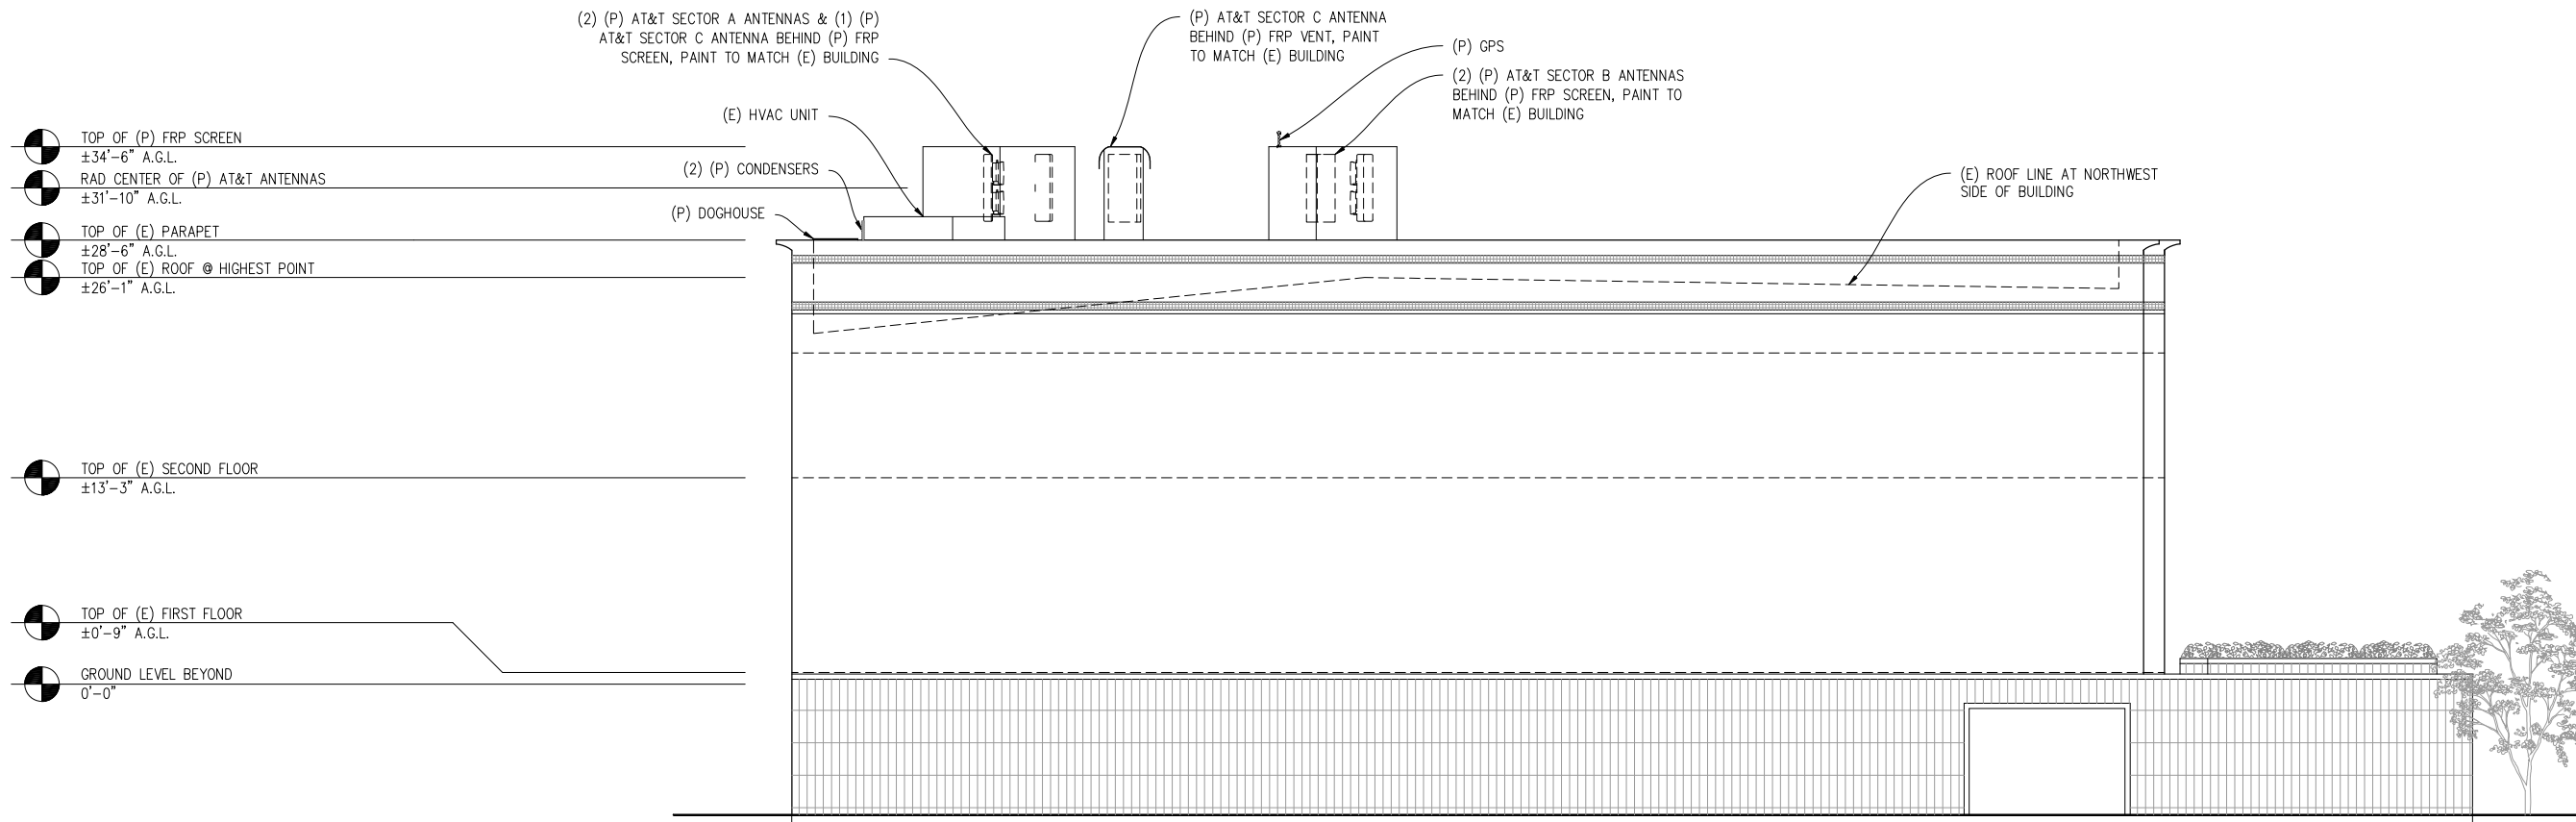 (2) (P) AT&T SECTOR A ANTENNAS & (1) (P)
AT&T SECTOR C ANTENNA BEHIND (P) FRP
SCREEN, PAINT TO MATCH (E) BUILDING
(P) AT&T SECTOR C ANTENNA
BEHIND (P) FRP VENT, PAINT
TO MATCH (E) BUILDING
(P) GPS
(2) (P) AT&T SECTOR B ANTENNAS
BEHIND (P) FRP SCREEN, PAINT TO
MATCH (E) BUILDING
(E) HVAC UNIT
(2) (P) CONDENSERS
(P) DOGHOUSE
(E) ROOF LINE AT NORTHWEST
SIDE OF BUILDING
TOP OF (P) FRP SCREEN
±34'-6" A.G.L.
RAD CENTER OF (P) AT&T ANTENNAS
±31'-10" A.G.L.
TOP OF (E) PARAPET
±28'-6" A.G.L.
TOP OF (E) ROOF @ HIGHEST POINT
±26'-1" A.G.L.
TOP OF (E) SECOND FLOOR
±13'-3" A.G.L.
TOP OF (E) FIRST FLOOR
±0'-9" A.G.L.
GROUND LEVEL BEYOND
0'-0"